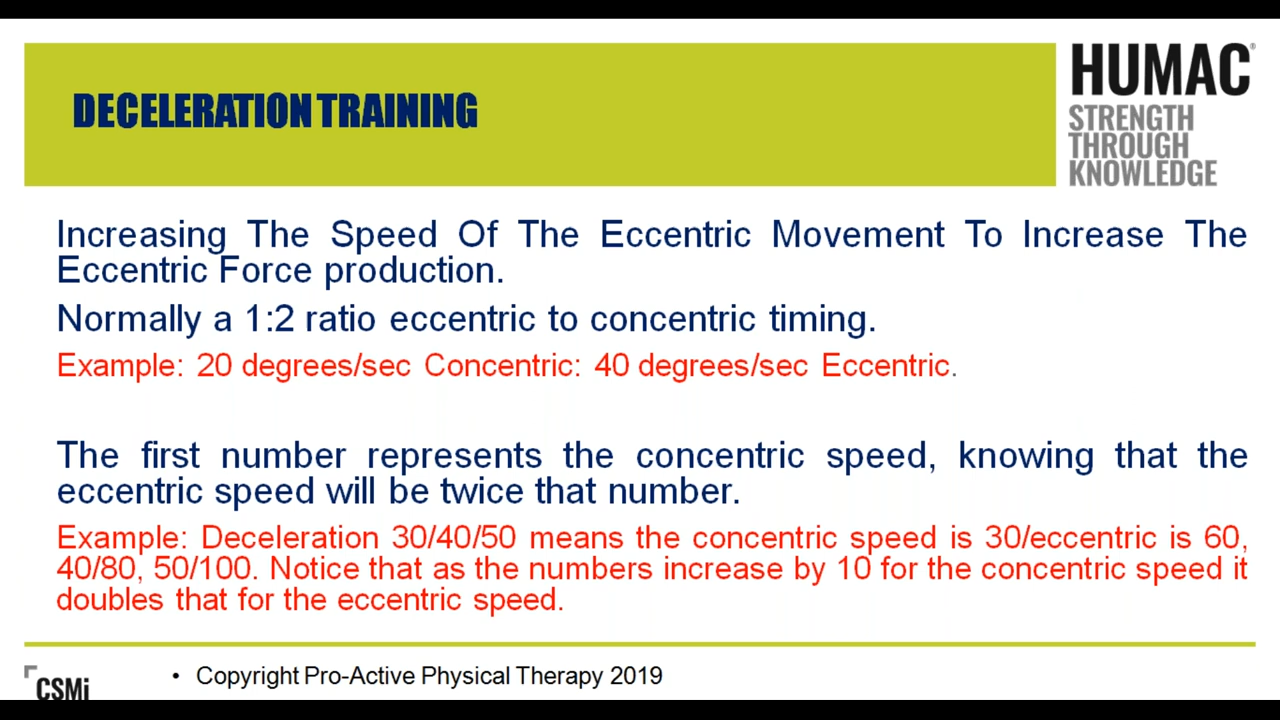 DECELERATION TRAINING
HUMAC®
STRENGTH
THROUGH
KNOWLEDGE
Increasing The Speed Of The Eccentric Movement To Increase The
Eccentric Force production.
Normally a 1:2 ratio eccentric to concentric timing.
Example: 20 degrees/sec Concentric: 40 degrees/sec Eccentric.
The first number represents the concentric speed, knowing that the
eccentric speed will be twice that number.
Example: Deceleration 30/40/50 means the concentric speed is 30/eccentric is 60,
40/80, 50/100. Notice that as the numbers increase by 10 for the concentric speed it
doubles that for the eccentric speed.
CSMi
• Copyright Pro-Active Physical Therapy 2019